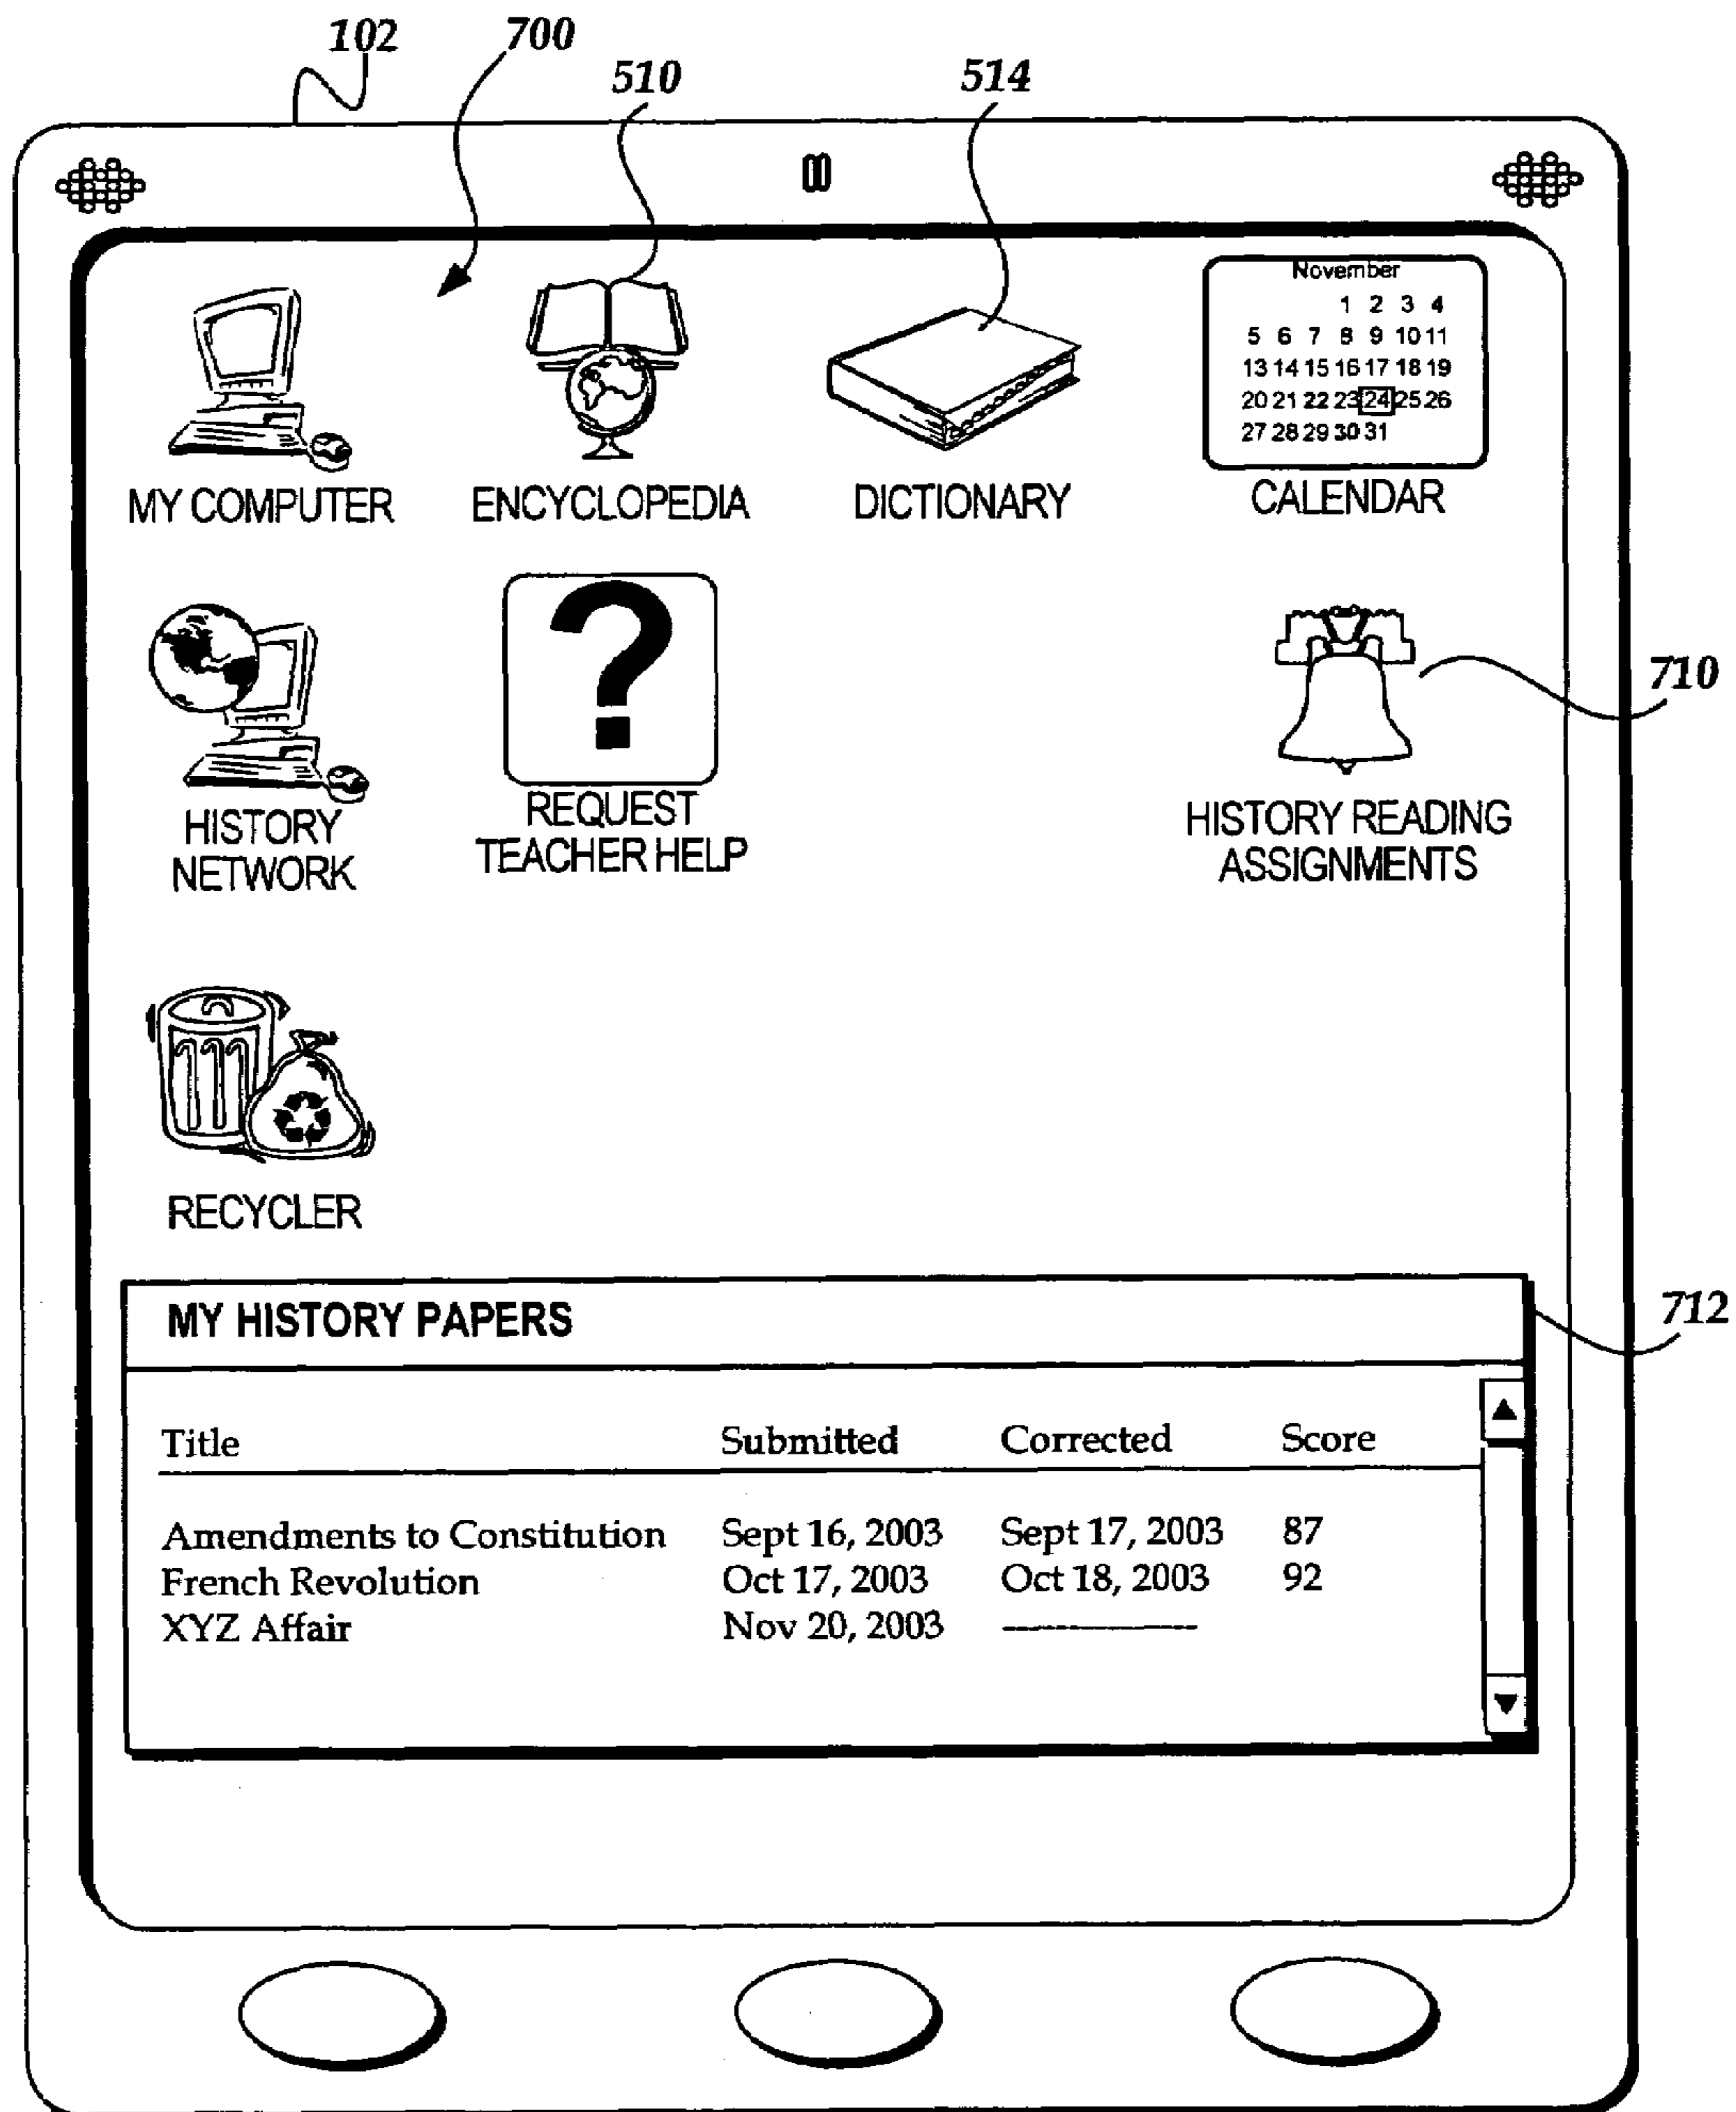 102 700
510 514
November
1 2 3 4
5 6 7 8 9 10 11
13 14 15 16 17 18 19
20 21 22 23 24 25 26
27 28 29 30 31
MY COMPUTER ENCYCLOPEDIA DICTIONARY CALENDAR
?
710
HISTORY
NETWORK
REQUEST
TEACHER HELP
HISTORY READING
ASSIGNMENTS
RECYCLER
712
MY HISTORY PAPERS
Title Submitted Corrected Score
Amendments to Constitution Sept 16, 2003 Sept 17, 2003 87
French Revolution Oct 17, 2003 Oct 18, 2003 92
XYZ Affair Nov 20, 2003